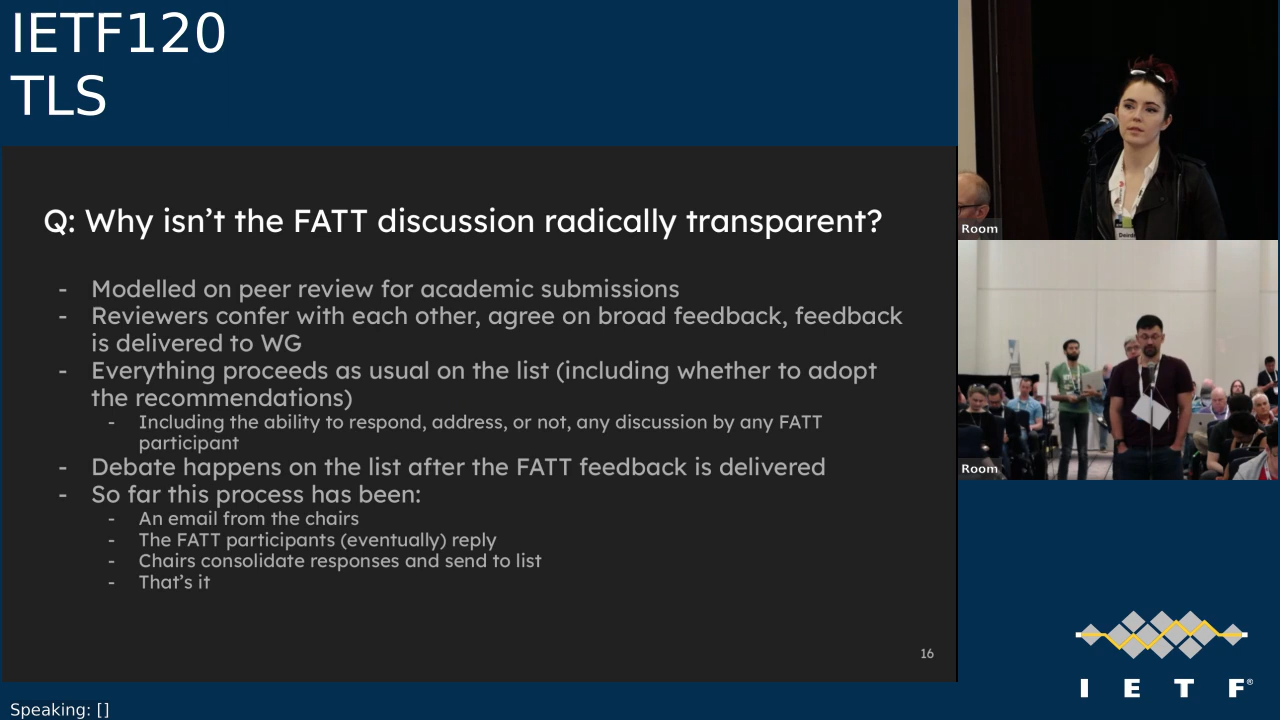 IETF120
TLS
Q: Why isn’t the FATT discussion radically transparent?
- Modelled on peer review for academic submissions
- Reviewers confer with each other, agree on broad feedback, feedback
is delivered to WG
- Everything proceeds as usual on the list (including whether to adopt
the recommendations)
- Including the ability to respond, address, or not, any discussion by any FATT
participant
- Debate happens on the list after the FATT feedback is delivered
- So far this process has been:
- An email from the chairs
- The FATT participants (eventually) reply
- Chairs consolidate responses and send to list
- That’s it
16
Room
Room
I E T F®
Speaking: []